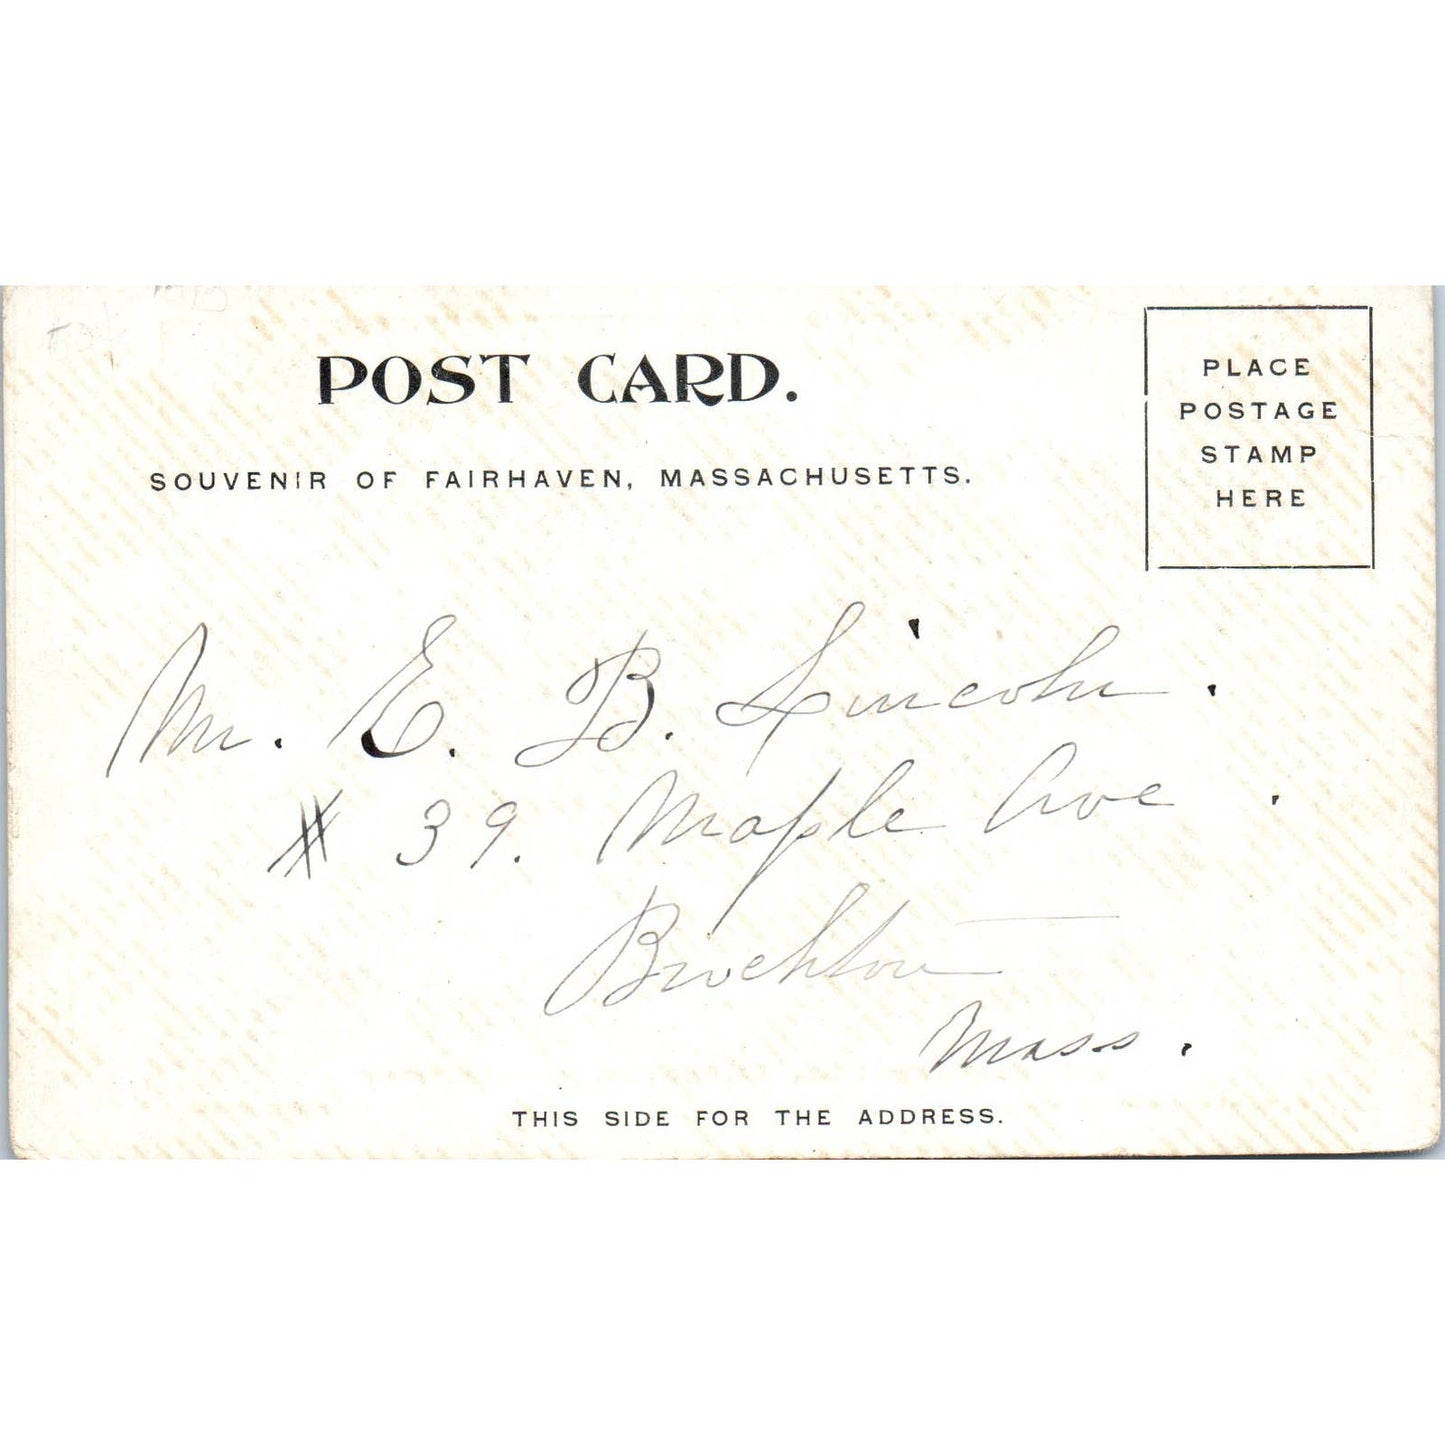 POST CARD.
SOUVENIR OF FAIRHAVEN, MASSACHUSETTS.
PLACE
POSTAGE
STAMP
HERE
Mr. E. B. Lincoln.
# 39. Maple Ave.
Brockton
Mass.
THIS SIDE FOR THE ADDRESS.